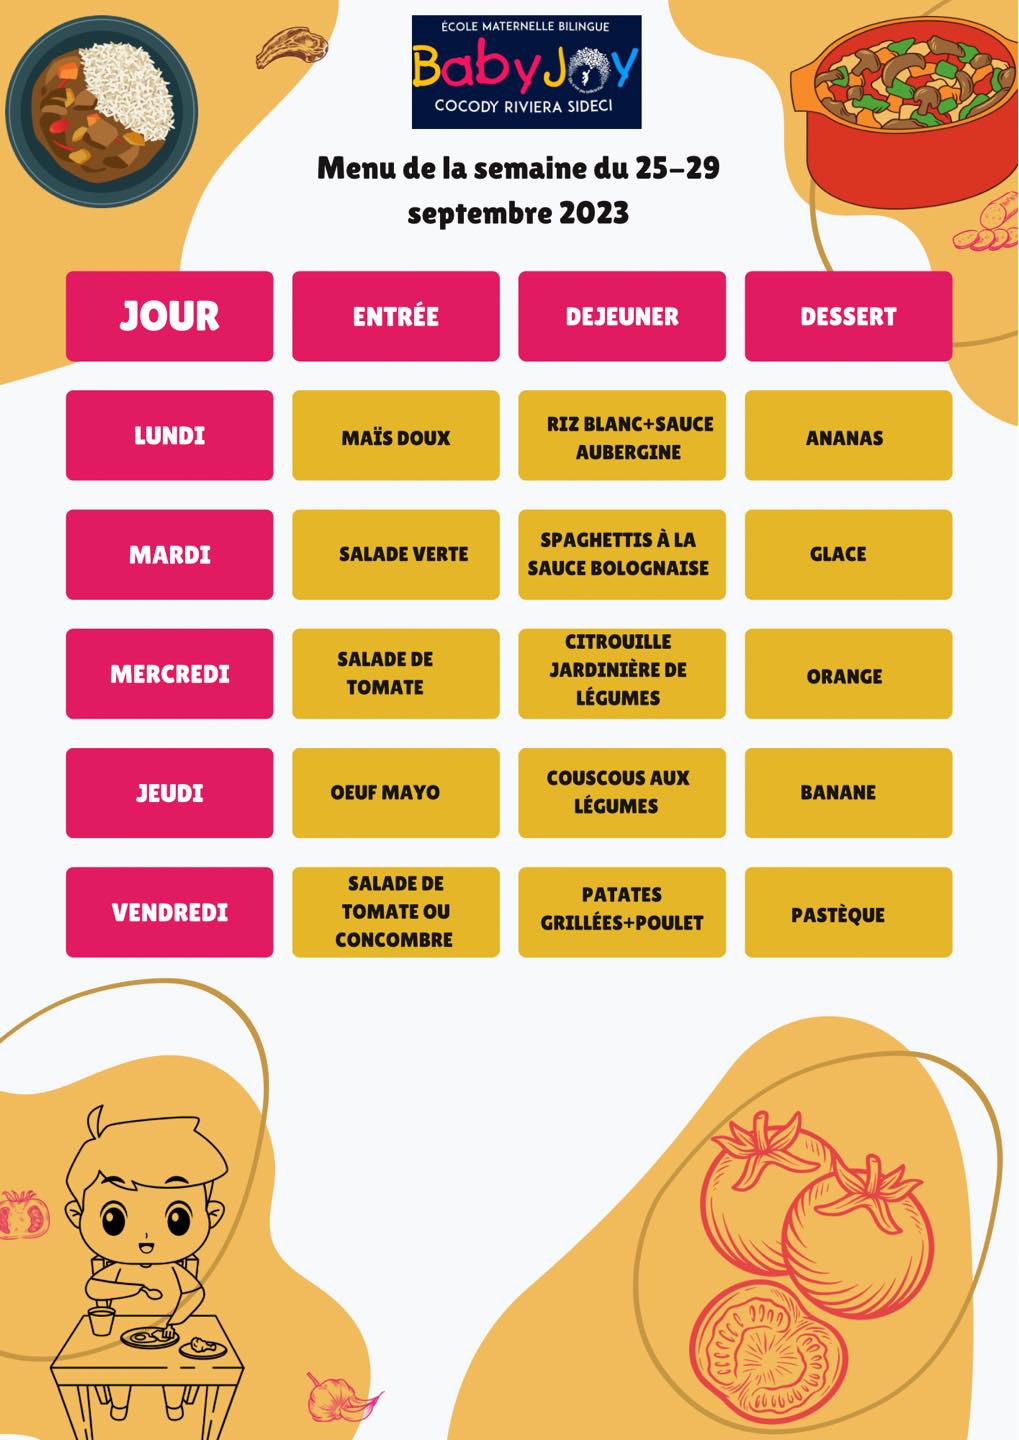 ÉCOLE MATERNELLE BILINGUE
BabyJoy
COCODY RIVIERA SIDECI
Menu de la semaine du 25-29
septembre 2023
JOUR
ENTRÉE
DEJEUNER
DESSERT
LUNDI
MAÏS DOUX
RIZ BLANC+SAUCE
AUBERGINE
ANANAS
MARDI
SALADE VERTE
SPAGHETTIS À LA
SAUCE BOLOGNAISE
GLACE
MERCREDI
SALADE DE
TOMATE
CITROUILLE
JARDINIÈRE DE
LÉGUMES
ORANGE
JEUDI
OEUF MAYO
COUSCOUS AUX
LÉGUMES
BANANE
VENDREDI
SALADE DE
TOMATE OU
CONCOMBRE
PATATES
GRILLÉES+POULET
PASTÈQUE